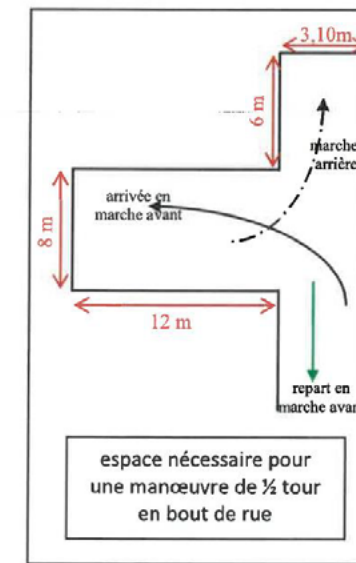 3,10m
6 m
marche
arrière
arrivée en
marche avant
8 m
12 m
repart en
marche avan
espace nécessaire pour
une manœuvre de ½ tour
en bout de rue